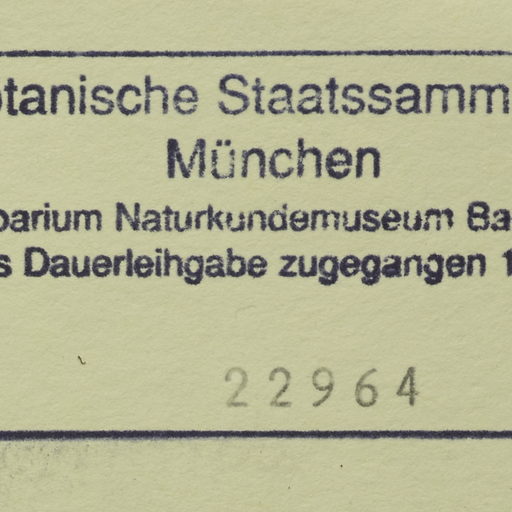 otanische Staatssamm
München
barium Naturkundemuseum Ba
s Dauerleihgabe zugegangen 1
22964